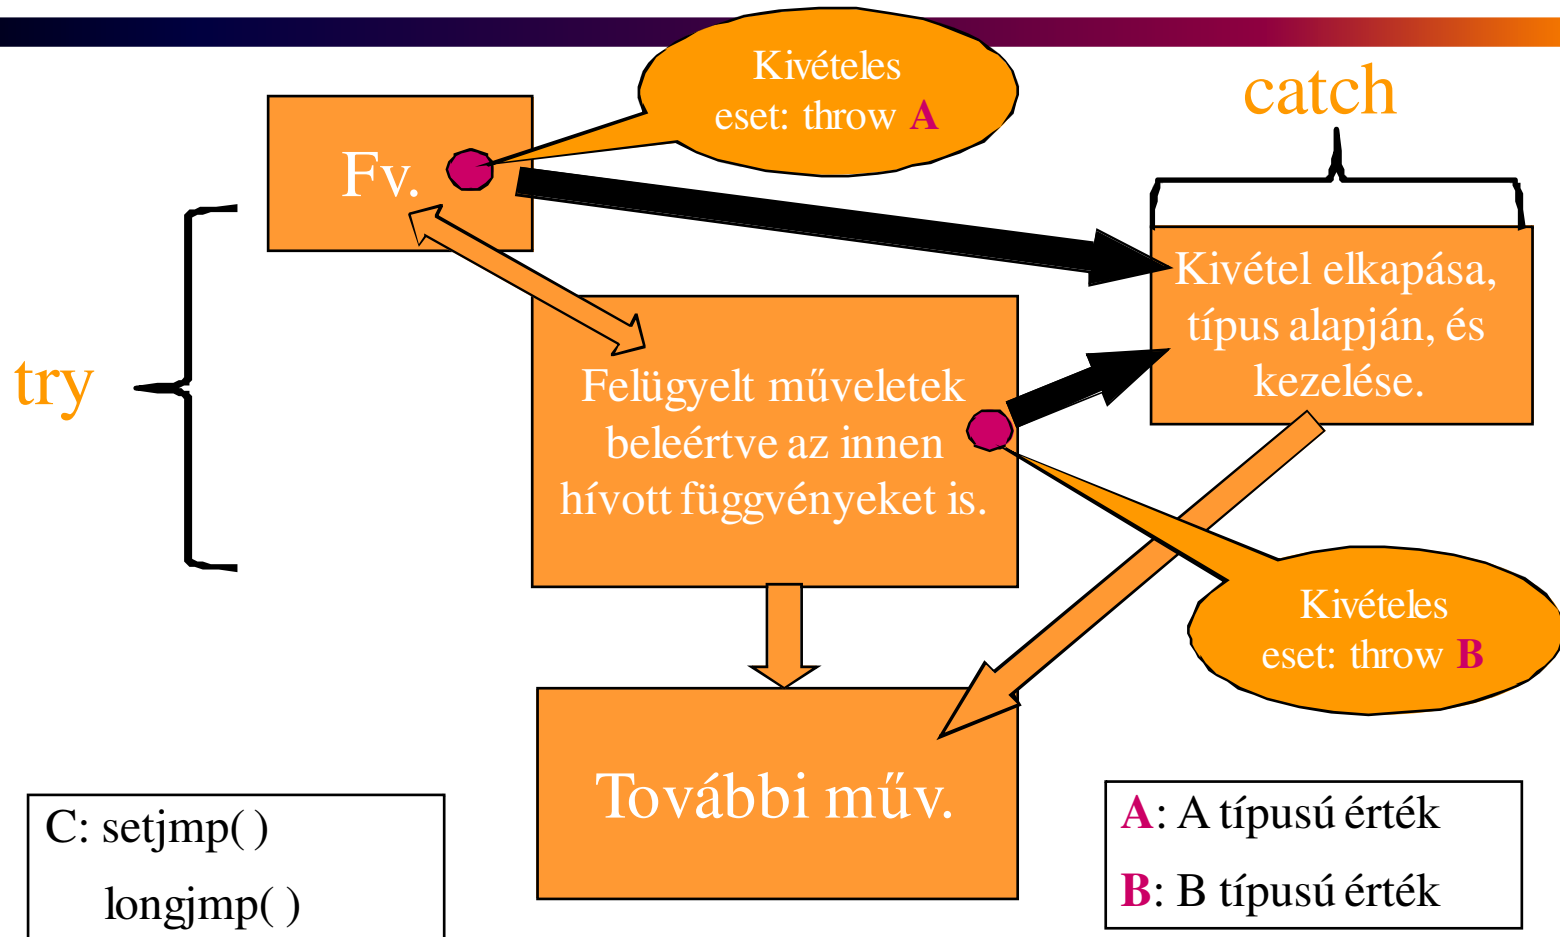 Kivételes
eset: throw A
catch
Fv.
Kivétel elkapása,
típus alapján, és
kezelése.
try
Felügyelt műveletek
beleértve az innen
hívott függvényeket is.
Kivételes
eset: throw B
További műv.
C: setjmp( )
longjmp( )
A: A típusú érték
B: B típusú érték